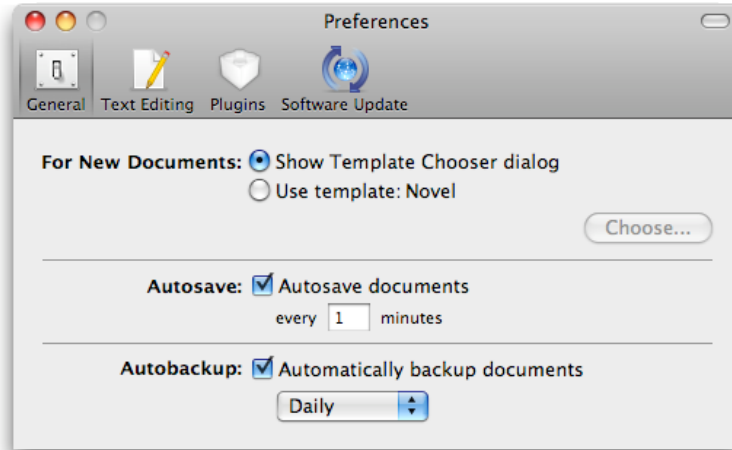 Preferences
General Text Editing Plugins Software Update
For New Documents: Show Template Chooser dialog
Use template: Novel
Choose...
Autosave: Autosave documents
every 1 minutes
Autobackup: Automatically backup documents
Daily